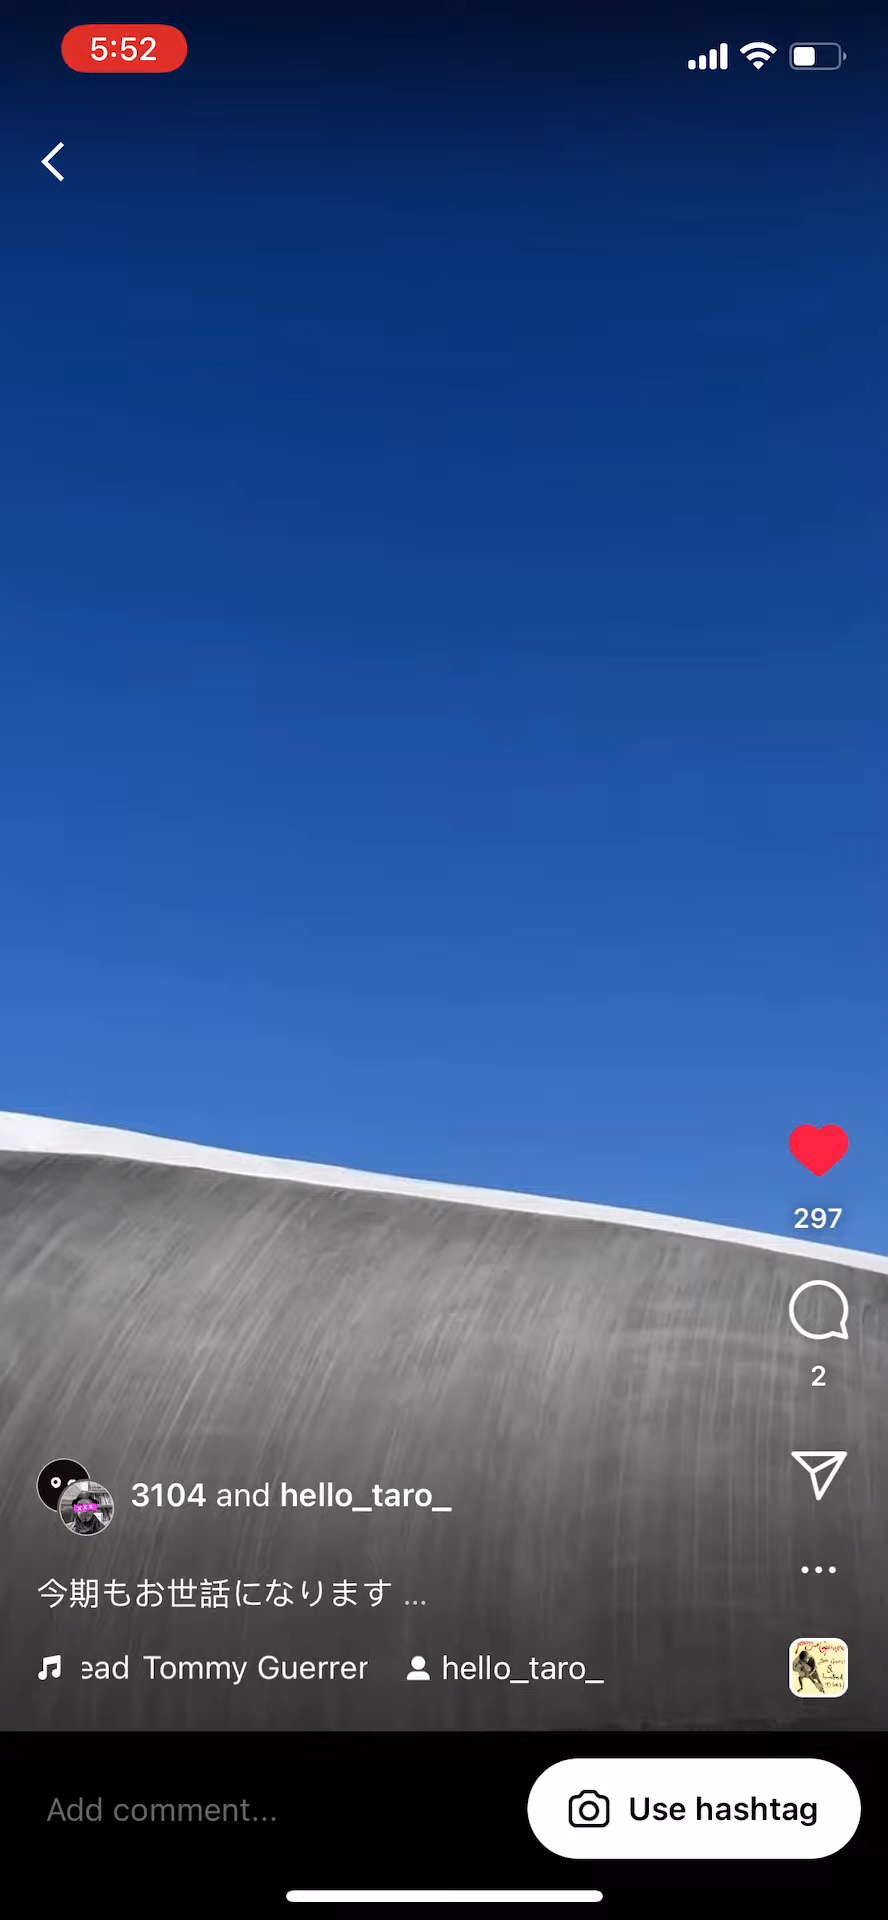 5:52
297
2
3104 and hello_taro_
今期もお世話になります ...
ead Tommy Guerrer
hello_taro_
Add comment...
Use hashtag